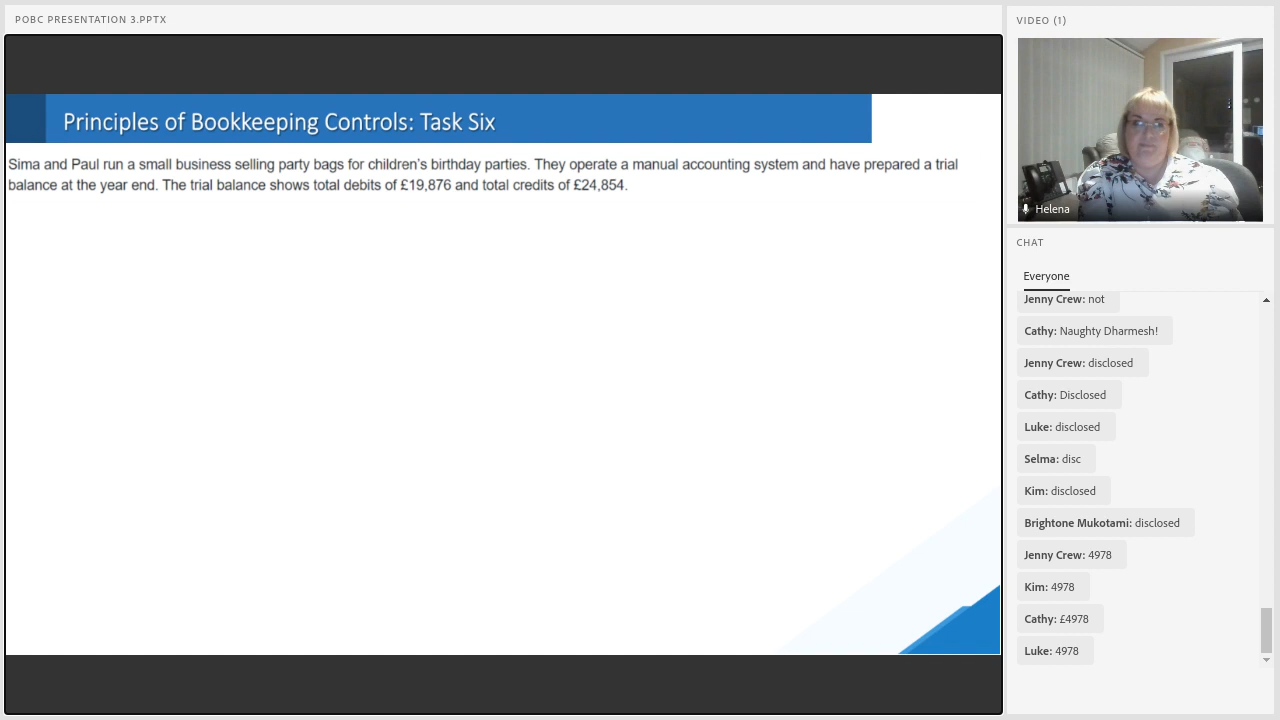 POBC PRESENTATION 3.PPTX
Principles of Bookkeeping Controls: Task Six
Sima and Paul run a small business selling party bags for children's birthday parties. They operate a manual accounting system and have prepared a trial
balance at the year end. The trial balance shows total debits of £19,876 and total credits of £24,854.
VIDEO (1)
Helena
CHAT
Everyone
Jenny Crew: not
Cathy: Naughty Dharmesh!
Jenny Crew: disclosed
Cathy: Disclosed
Luke: disclosed
Selma: disc
Kim: disclosed
Brightone Mukotami: disclosed
Jenny Crew: 4978
Kim: 4978
Cathy: £4978
Luke: 4978